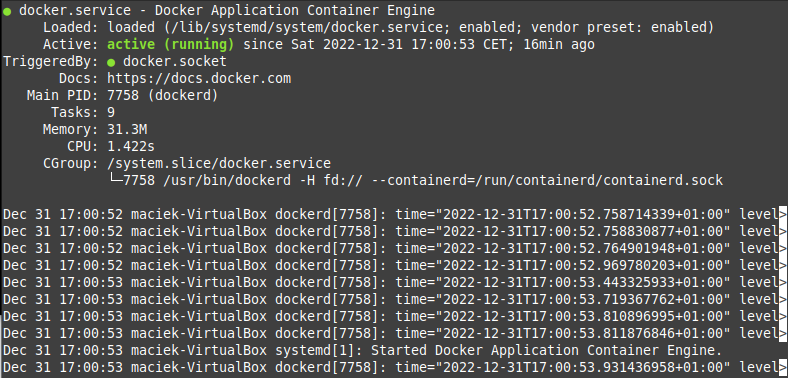 ● docker.service - Docker Application Container Engine
Loaded: loaded (/lib/systemd/system/docker.service; enabled; vendor preset: enabled)
Active: active (running) since Sat 2022-12-31 17:00:53 CET; 16min ago
TriggeredBy: ● docker.socket
Docs: https://docs.docker.com
Main PID: 7758 (dockerd)
Tasks: 9
Memory: 31.3M
CPU: 1.422s
CGroup: /system.slice/docker.service
└─7758 /usr/bin/dockerd -H fd:// --containerd=/run/containerd/containerd.sock
Dec 31 17:00:52 maciek-VirtualBox dockerd[7758]: time="2022-12-31T17:00:52.758714339+01:00" level>
Dec 31 17:00:52 maciek-VirtualBox dockerd[7758]: time="2022-12-31T17:00:52.758830877+01:00" level>
Dec 31 17:00:52 maciek-VirtualBox dockerd[7758]: time="2022-12-31T17:00:52.764901948+01:00" level>
Dec 31 17:00:52 maciek-VirtualBox dockerd[7758]: time="2022-12-31T17:00:52.969780203+01:00" level>
Dec 31 17:00:53 maciek-VirtualBox dockerd[7758]: time="2022-12-31T17:00:53.443325933+01:00" level>
Dec 31 17:00:53 maciek-VirtualBox dockerd[7758]: time="2022-12-31T17:00:53.719367762+01:00" level>
Dec 31 17:00:53 maciek-VirtualBox dockerd[7758]: time="2022-12-31T17:00:53.810896995+01:00" level>
Dec 31 17:00:53 maciek-VirtualBox dockerd[7758]: time="2022-12-31T17:00:53.811876846+01:00" level>
Dec 31 17:00:53 maciek-VirtualBox systemd[1]: Started Docker Application Container Engine.
Dec 31 17:00:53 maciek-VirtualBox dockerd[7758]: time="2022-12-31T17:00:53.931436958+01:00" level>